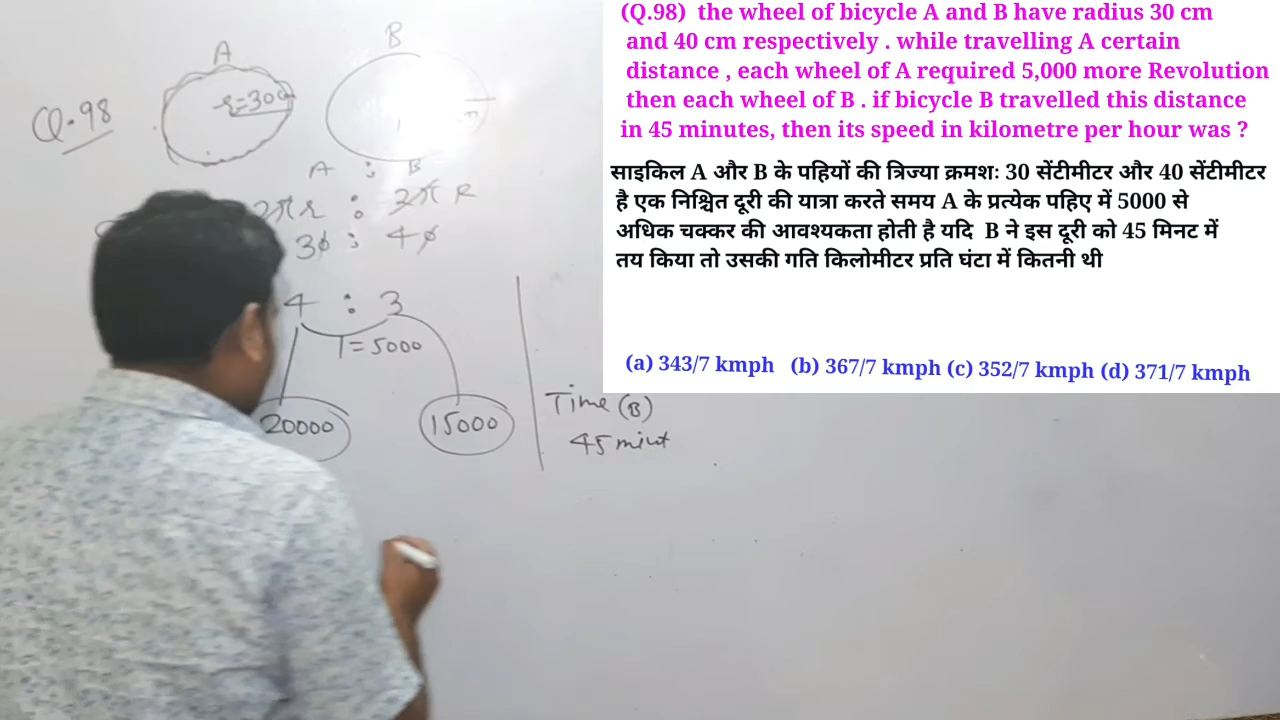 (Q.98) the wheel of bicycle A and B have radius 30 cm
and 40 cm respectively . while travelling A certain
distance , each wheel of A required 5,000 more Revolution
then each wheel of B . if bicycle B travelled this distance
in 45 minutes, then its speed in kilometre per hour was ?
साइकिल A और B के पहियों की त्रिज्या क्रमशः 30 सेंटीमीटर और 40 सेंटीमीटर
है एक निश्चित दूरी की यात्रा करते समय A के प्रत्येक पहिए में 5000 से
अधिक चक्कर की आवश्यकता होती है यदि B ने इस दूरी को 45 मिनट में
तय किया तो उसकी गति किलोमीटर प्रति घंटा में कितनी थी
(a) 343/7 kmph (b) 367/7 kmph (c) 352/7 kmph (d) 371/7 kmph
Q.98
A
B
A : B
2πr : 2πR
30 : 40
4 : 3
1=5000
20000
15000
Time (B)
45 mint